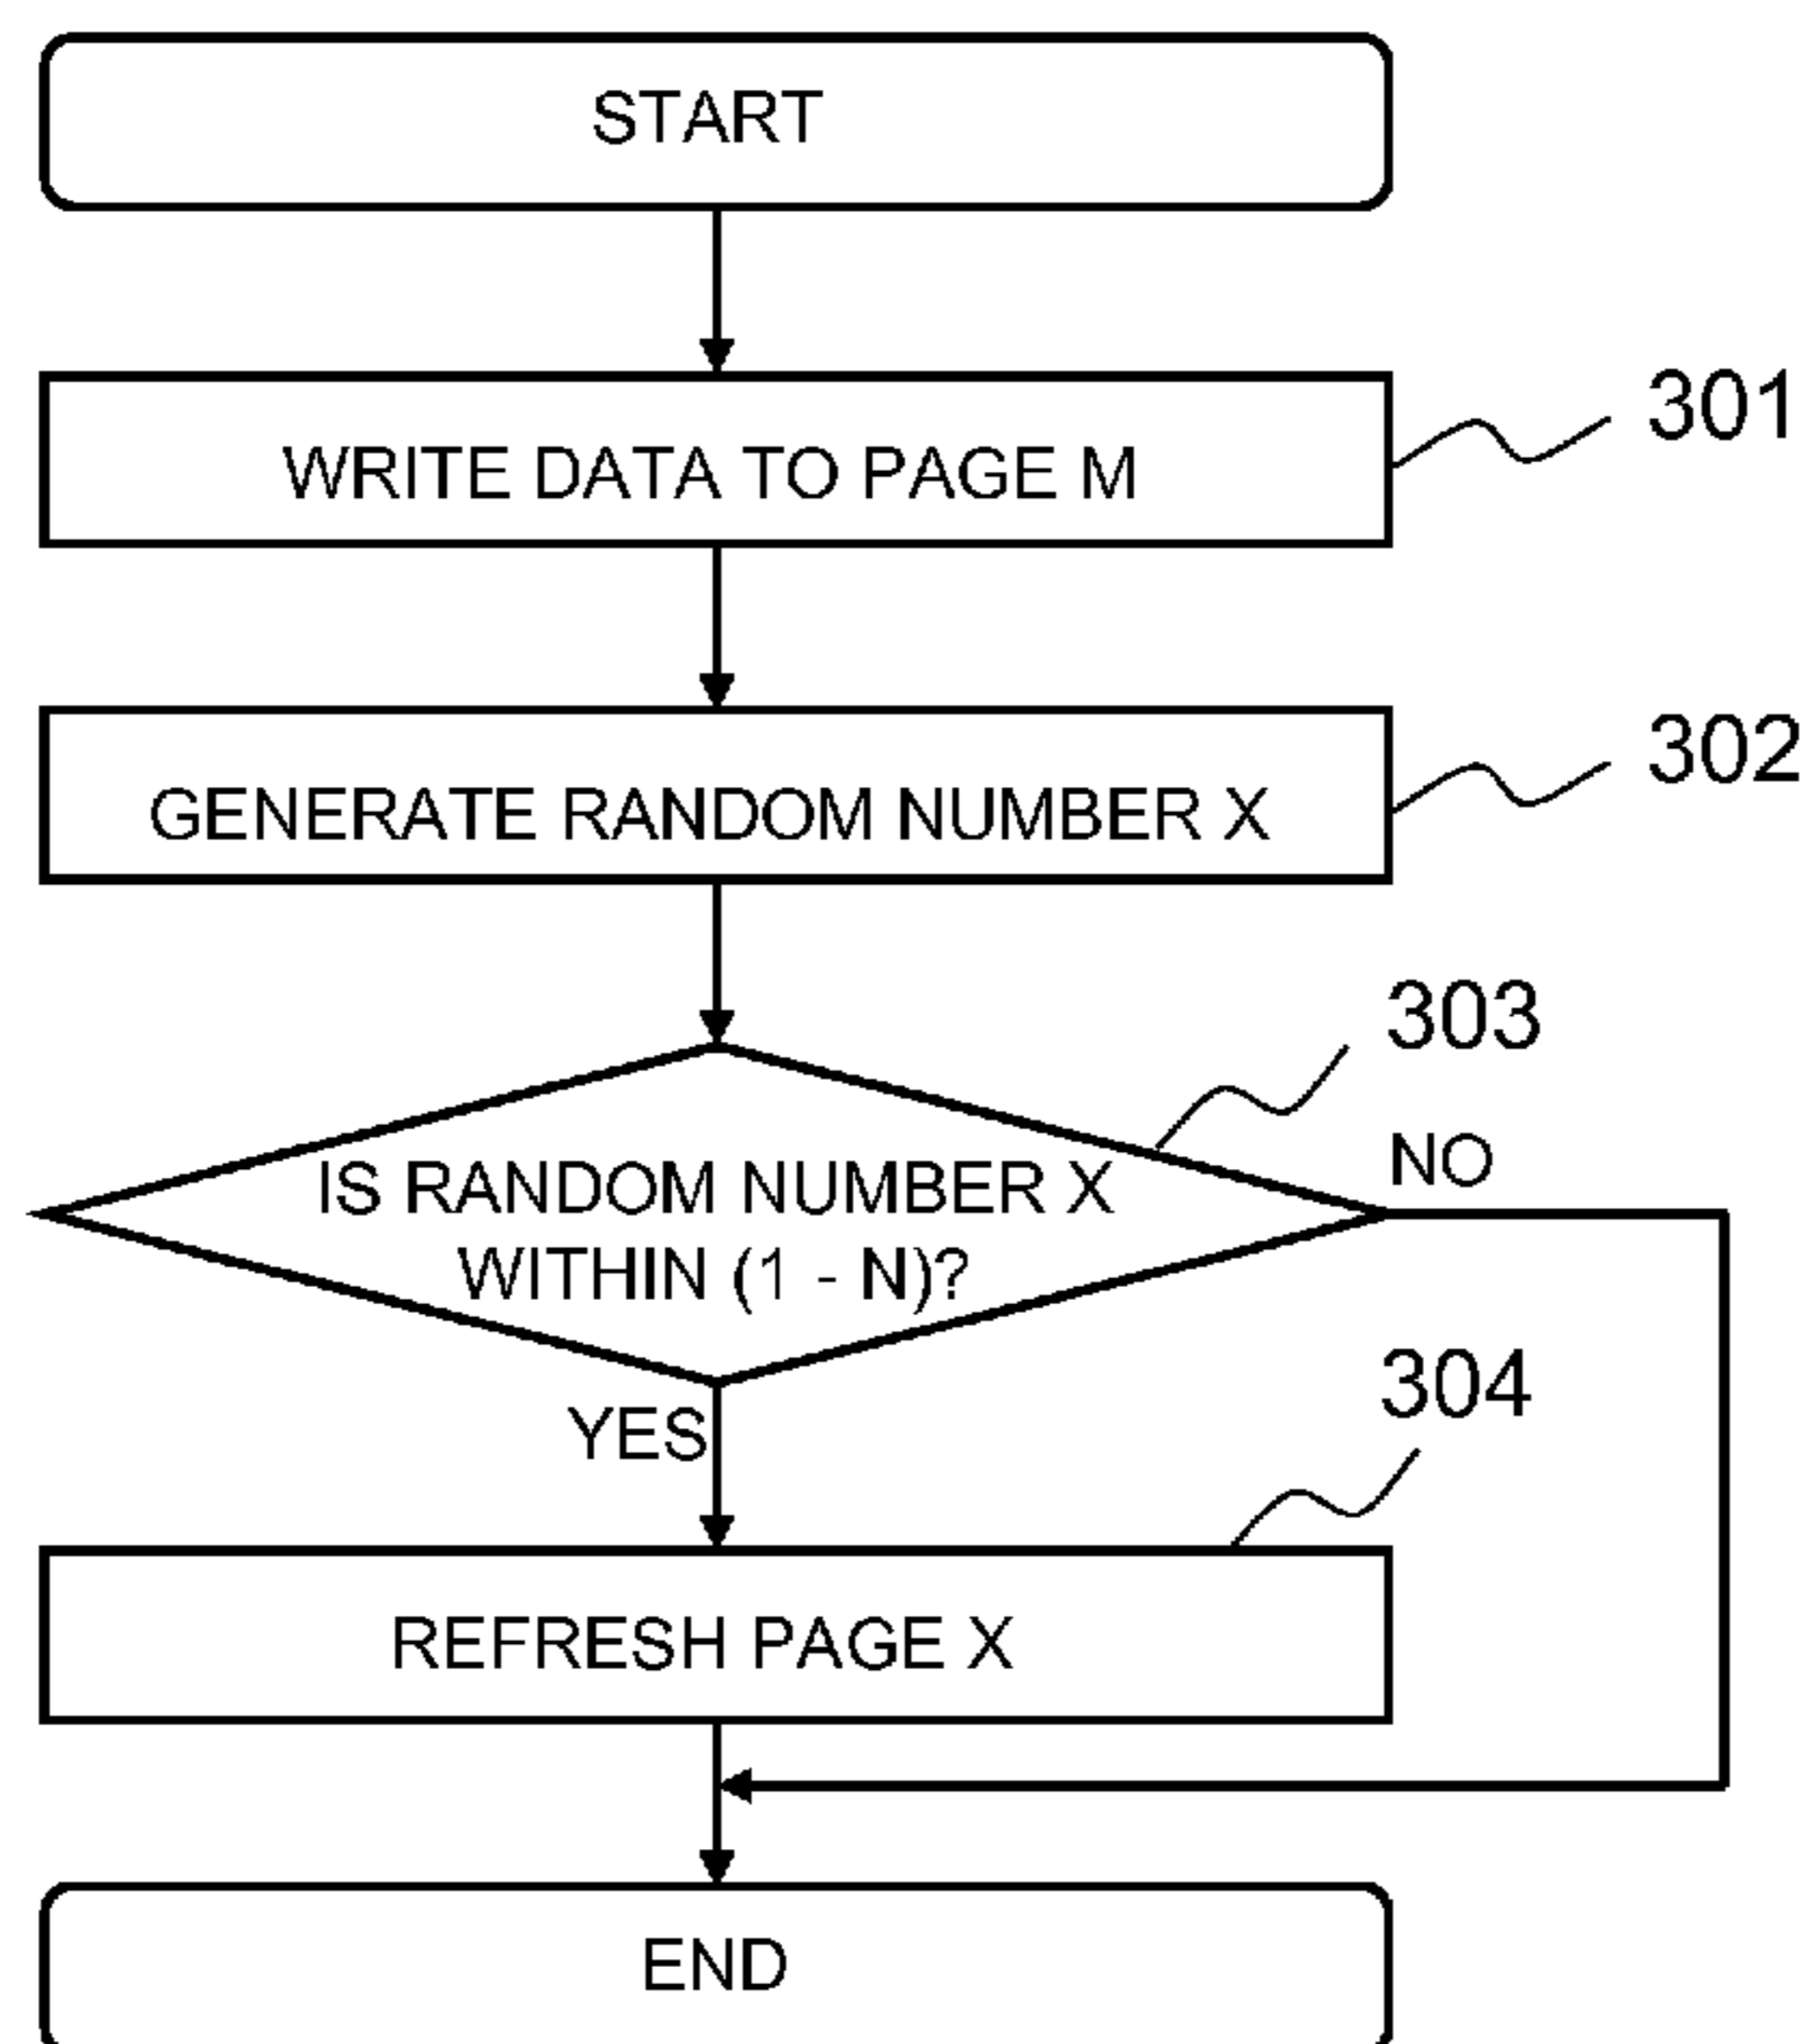 START
WRITE DATA TO PAGE M
301
GENERATE RANDOM NUMBER X
302
303
IS RANDOM NUMBER X
WITHIN (1 - N)?
NO
YES
304
REFRESH PAGE X
END